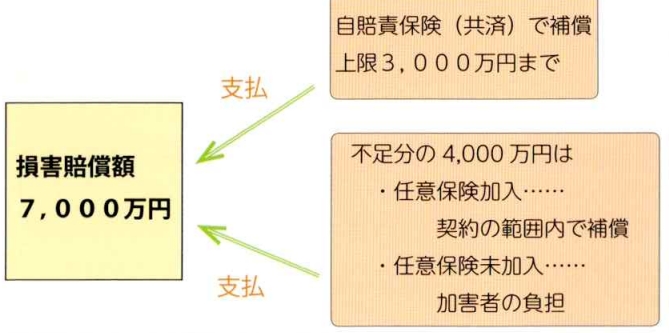 自賠責保険（共済）で補償
上限３，０００万円まで
支払
損害賠償額
７，０００万円
不足分の 4,000 万円は
・任意保険加入……
契約の範囲内で補償
・任意保険未加入……
加害者の負担
支払